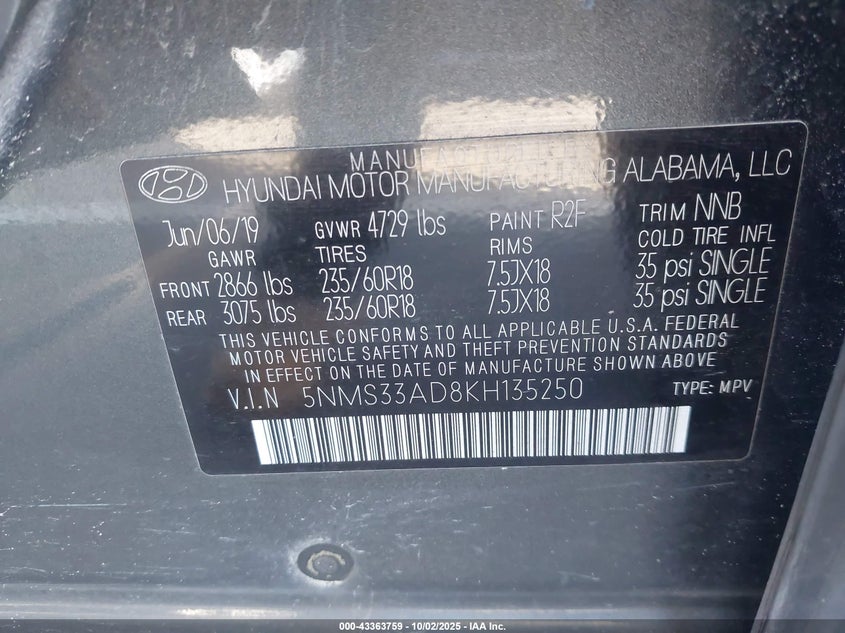 MANUFACTURED BY
HYUNDAI MOTOR MANUFACTURING ALABAMA, LLC
Jun/06/19 GVWR 4729 lbs PAINT R2F TRIM NNB
GAWR TIRES RIMS COLD TIRE INFL
FRONT 2866 lbs 235/60R18 7.5JX18 35 psi SINGLE
REAR 3075 lbs 235/60R18 7.5JX18 35 psi SINGLE
THIS VEHICLE CONFORMS TO ALL APPLICABLE U.S.A. FEDERAL
MOTOR VEHICLE SAFETY AND THEFT PREVENTION STANDARDS
IN EFFECT ON THE DATE OF MANUFACTURE SHOWN ABOVE
V.I.N 5NMS33AD8KH135250 TYPE: MPV
000-43363759 - 10/02/2025 - IAA Inc.